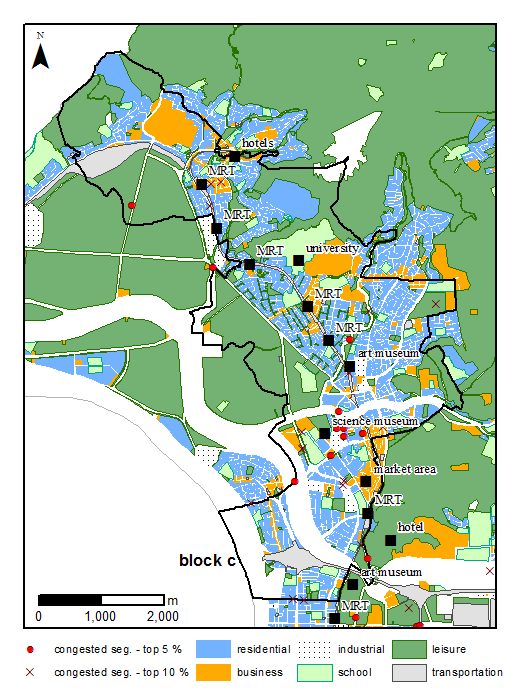 N
hotels
MRT
MRT
MRT
university
MRT
MRT
art museum
science museum
market area
MRT
hotel
block c
art museum
MRT
0 1,000 2,000 m
congested seg. - top 5 % residential industrial leisure
congested seg. - top 10 % business school transportation